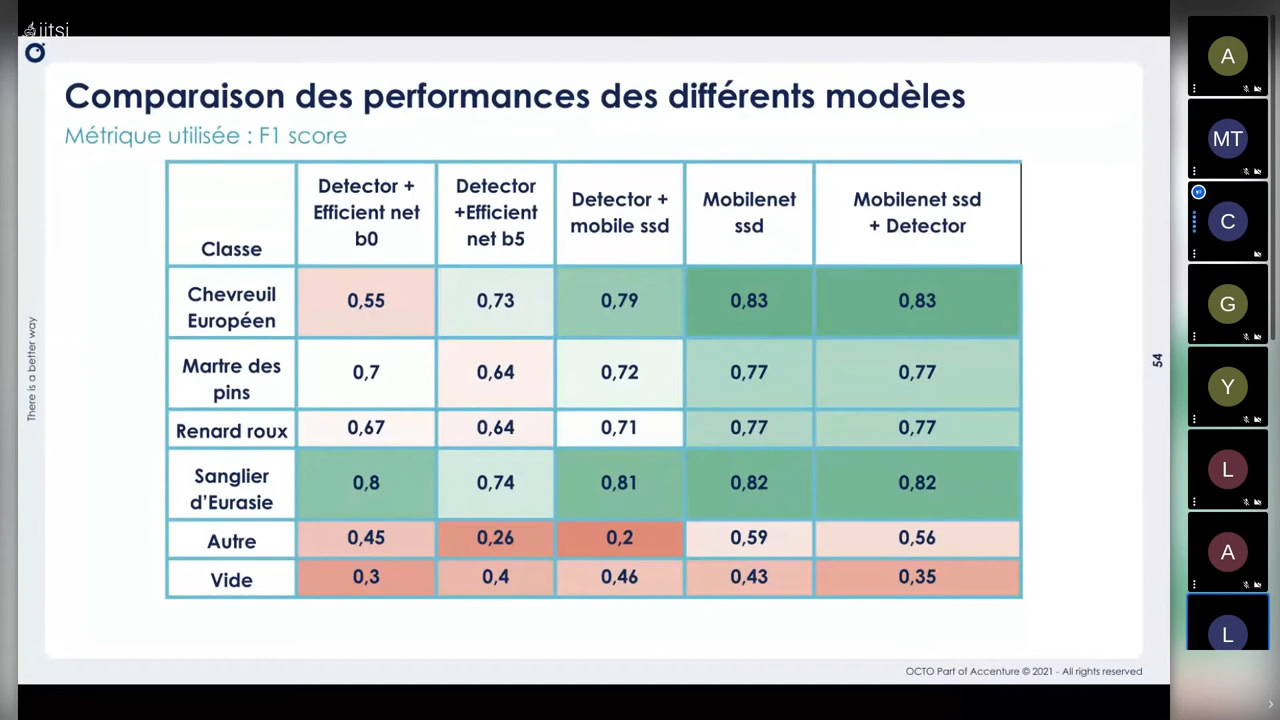 jitsi
Comparaison des performances des différents modèles
Métrique utilisée : F1 score
Classe
Detector +
Efficient net
b0
Detector
+Efficient
net b5
Detector +
mobile ssd
Mobilenet
ssd
Mobilenet ssd
+ Detector
Chevreuil
Européen
0,55
0,73
0,79
0,83
0,83
Martre des
pins
0,7
0,64
0,72
0,77
0,77
Renard roux
0,67
0,64
0,71
0,77
0,77
Sanglier
d'Eurasie
0,8
0,74
0,81
0,82
0,82
Autre
0,45
0,26
0,2
0,59
0,56
Vide
0,3
0,4
0,46
0,43
0,35
There is a better way
54
OCTO Part of Accenture © 2021 - All rights reserved
A
MT
C
G
Y
L
A
L